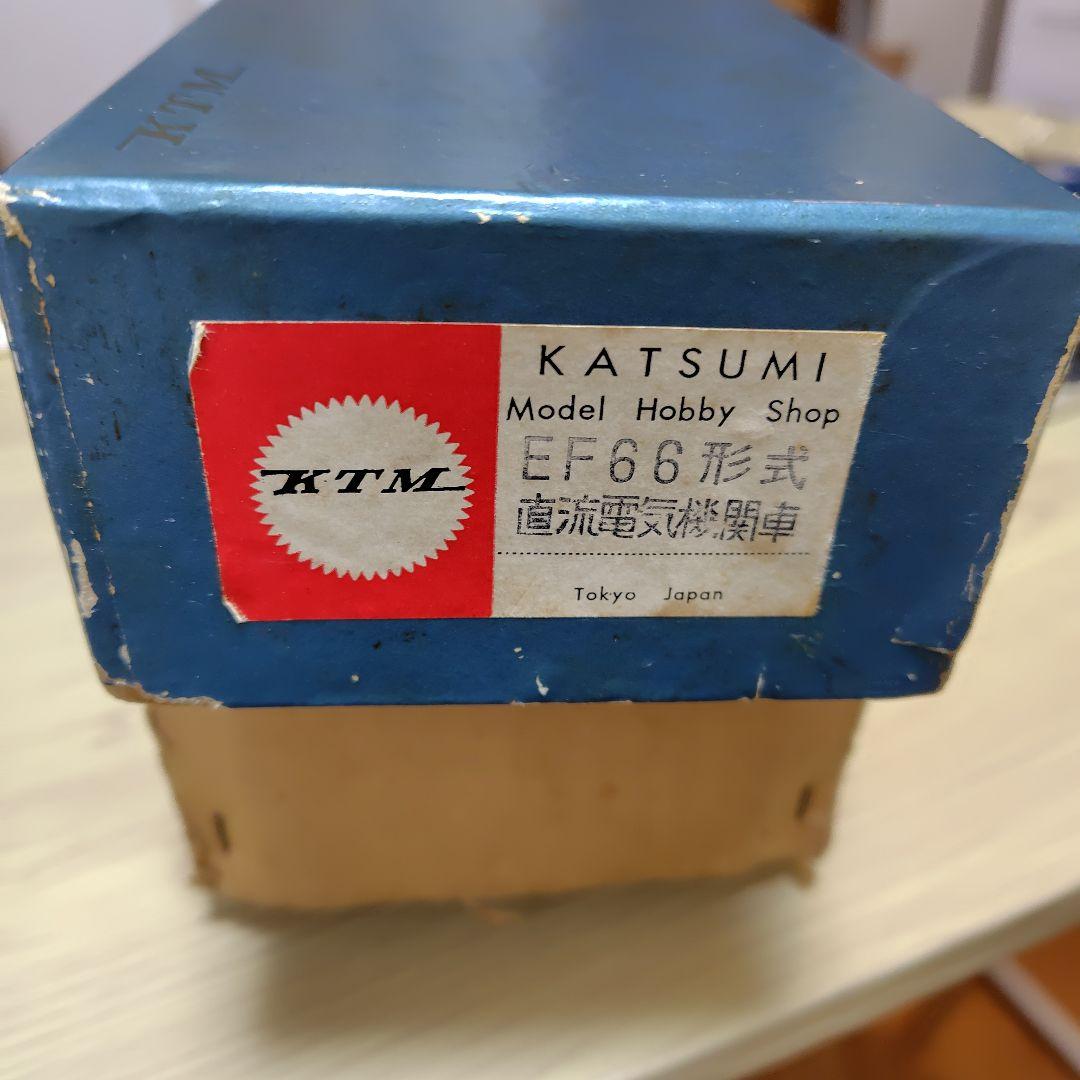 KTM
KATSUMI
Model Hobby Shop
EF66形式
直流電気機関車
KTM
Tokyo Japan